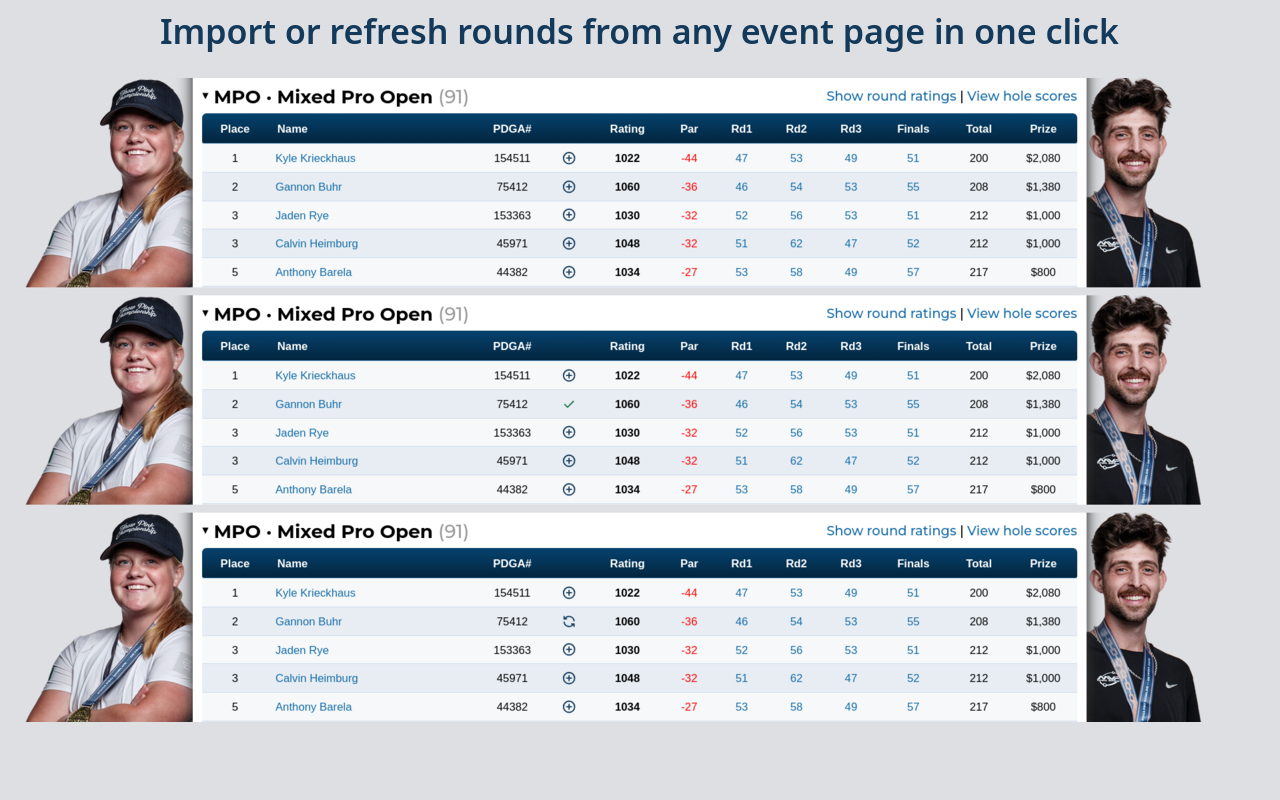 Import or refresh rounds from any event page in one click
Throw Pink
Championship
▾ MPO · Mixed Pro Open (91) Show round ratings | View hole scores
Place Name PDGA# Rating Par Rd1 Rd2 Rd3 Finals Total Prize
1 Kyle Krieckhaus 154511 1022 -44 47 53 49 51 200 $2,080
2 Gannon Buhr 75412 1060 -36 46 54 53 55 208 $1,380
3 Jaden Rye 153363 1030 -32 52 56 53 51 212 $1,000
3 Calvin Heimburg 45971 1048 -32 51 62 47 52 212 $1,000
5 Anthony Barela 44382 1034 -27 53 58 49 57 217 $800
Throw Pink
Championship
▾ MPO · Mixed Pro Open (91) Show round ratings | View hole scores
Place Name PDGA# Rating Par Rd1 Rd2 Rd3 Finals Total Prize
1 Kyle Krieckhaus 154511 1022 -44 47 53 49 51 200 $2,080
2 Gannon Buhr 75412 ✓ 1060 -36 46 54 53 55 208 $1,380
3 Jaden Rye 153363 1030 -32 52 56 53 51 212 $1,000
3 Calvin Heimburg 45971 1048 -32 51 62 47 52 212 $1,000
5 Anthony Barela 44382 1034 -27 53 58 49 57 217 $800
Throw Pink
Championship
▾ MPO · Mixed Pro Open (91) Show round ratings | View hole scores
Place Name PDGA# Rating Par Rd1 Rd2 Rd3 Finals Total Prize
1 Kyle Krieckhaus 154511 1022 -44 47 53 49 51 200 $2,080
2 Gannon Buhr 75412 1060 -36 46 54 53 55 208 $1,380
3 Jaden Rye 153363 1030 -32 52 56 53 51 212 $1,000
3 Calvin Heimburg 45971 1048 -32 51 62 47 52 212 $1,000
5 Anthony Barela 44382 1034 -27 53 58 49 57 217 $800